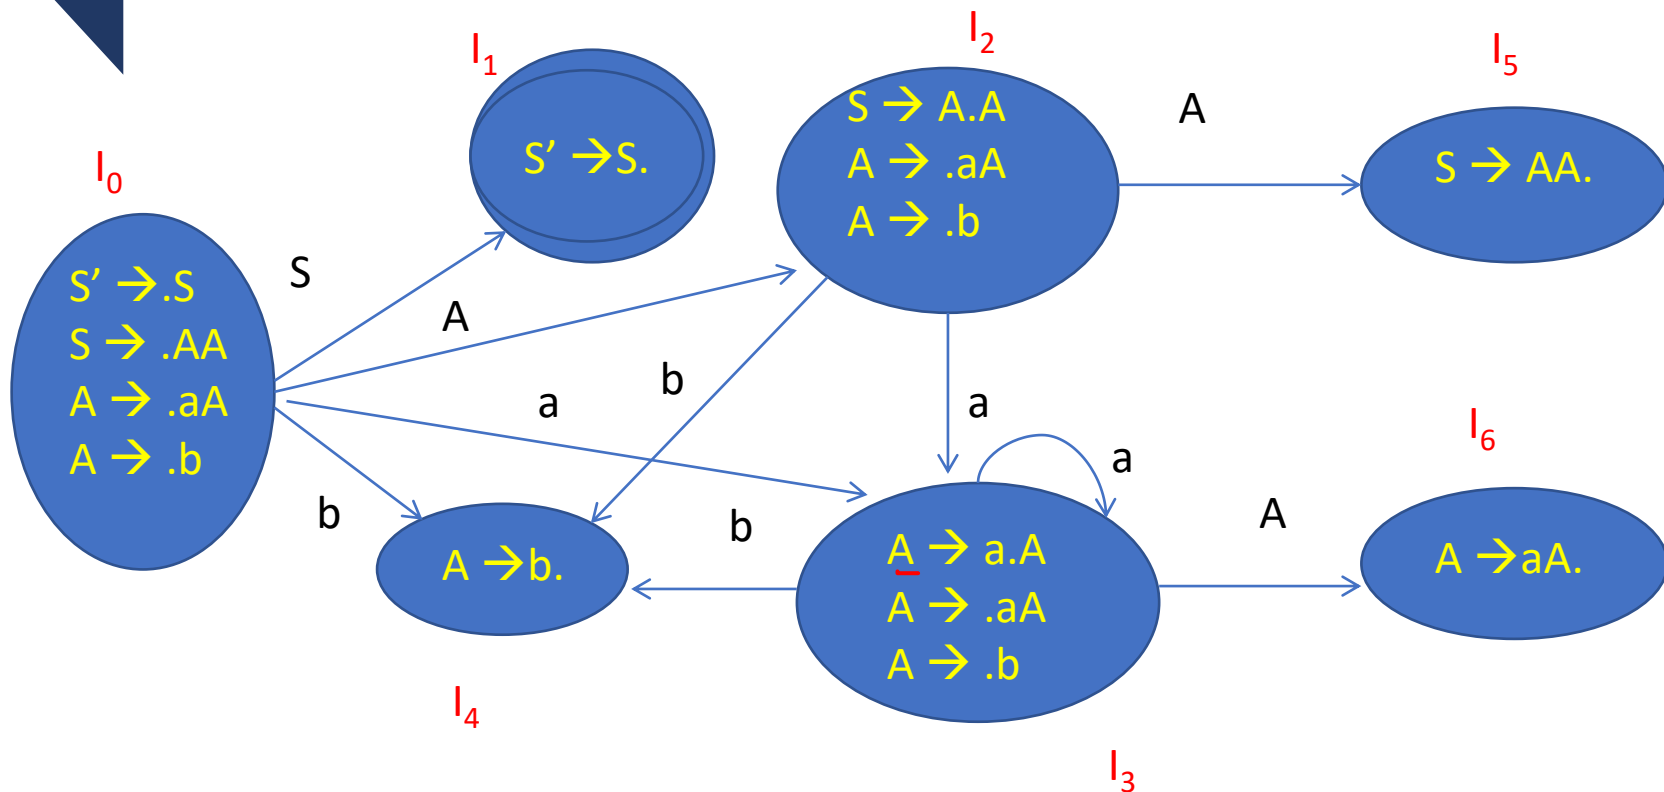 I0
S’ →.S
S → .AA
A → .aA
A → .b
S
A
a
b
I1
S’ →S.
I2
S → A.A
A → .aA
A → .b
A
b
a
I5
S → AA.
A →b.
I4
b
a
A → a.A
A → .aA
A → .b
I3
A
I6
A →aA.